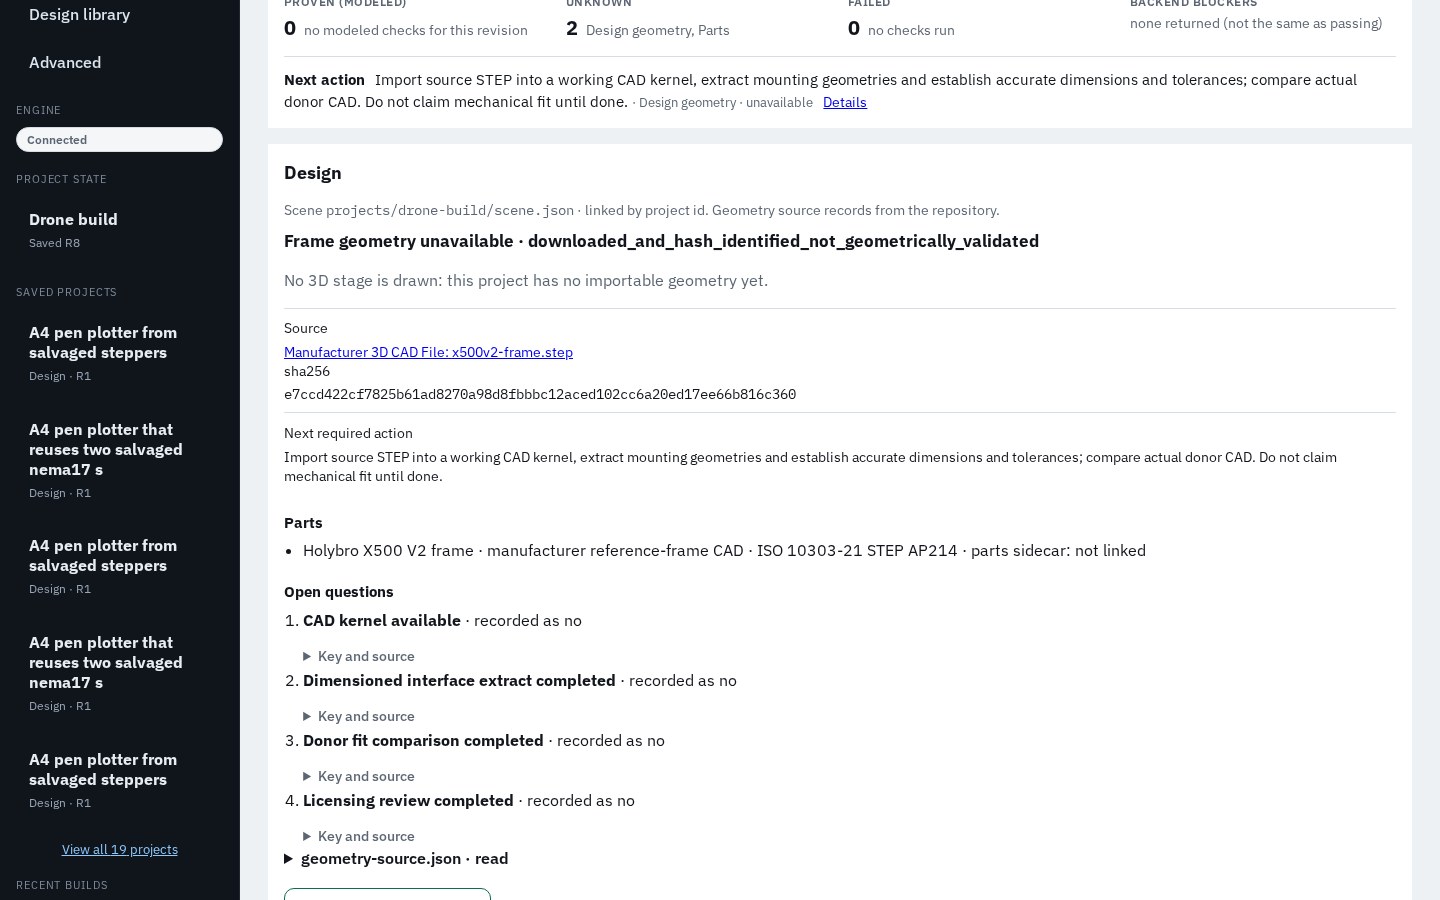 Design library
Advanced
ENGINE
Connected
PROJECT STATE
Drone build
Saved R8
SAVED PROJECTS
A4 pen plotter from
salvaged steppers
Design · R1
A4 pen plotter that
reuses two salvaged
nema17 s
Design · R1
A4 pen plotter from
salvaged steppers
Design · R1
A4 pen plotter that
reuses two salvaged
nema17 s
Design · R1
A4 pen plotter from
salvaged steppers
Design · R1
View all 19 projects
RECENT BUILDS
PROVEN (MODELED)
0 no modeled checks for this revision
UNKNOWN
2 Design geometry, Parts
FAILED
0 no checks run
BACKEND BLOCKERS
none returned (not the same as passing)
Next action Import source STEP into a working CAD kernel, extract mounting geometries and establish accurate dimensions and tolerances; compare actual
donor CAD. Do not claim mechanical fit until done. · Design geometry · unavailable Details
Design
Scene projects/drone-build/scene.json · linked by project id. Geometry source records from the repository.
Frame geometry unavailable · downloaded_and_hash_identified_not_geometrically_validated
No 3D stage is drawn: this project has no importable geometry yet.
Source
Manufacturer 3D CAD File: x500v2-frame.step
sha256
e7ccd422cf7825b61ad8270a98d8fbbbc12aced102cc6a20ed17ee66b816c360
Next required action
Import source STEP into a working CAD kernel, extract mounting geometries and establish accurate dimensions and tolerances; compare actual donor CAD. Do not claim
mechanical fit until done.
Parts
• Holybro X500 V2 frame · manufacturer reference-frame CAD · ISO 10303-21 STEP AP214 · parts sidecar: not linked
Open questions
1. CAD kernel available · recorded as no
▶ Key and source
2. Dimensioned interface extract completed · recorded as no
▶ Key and source
3. Donor fit comparison completed · recorded as no
▶ Key and source
4. Licensing review completed · recorded as no
▶ Key and source
▶ geometry-source.json · read